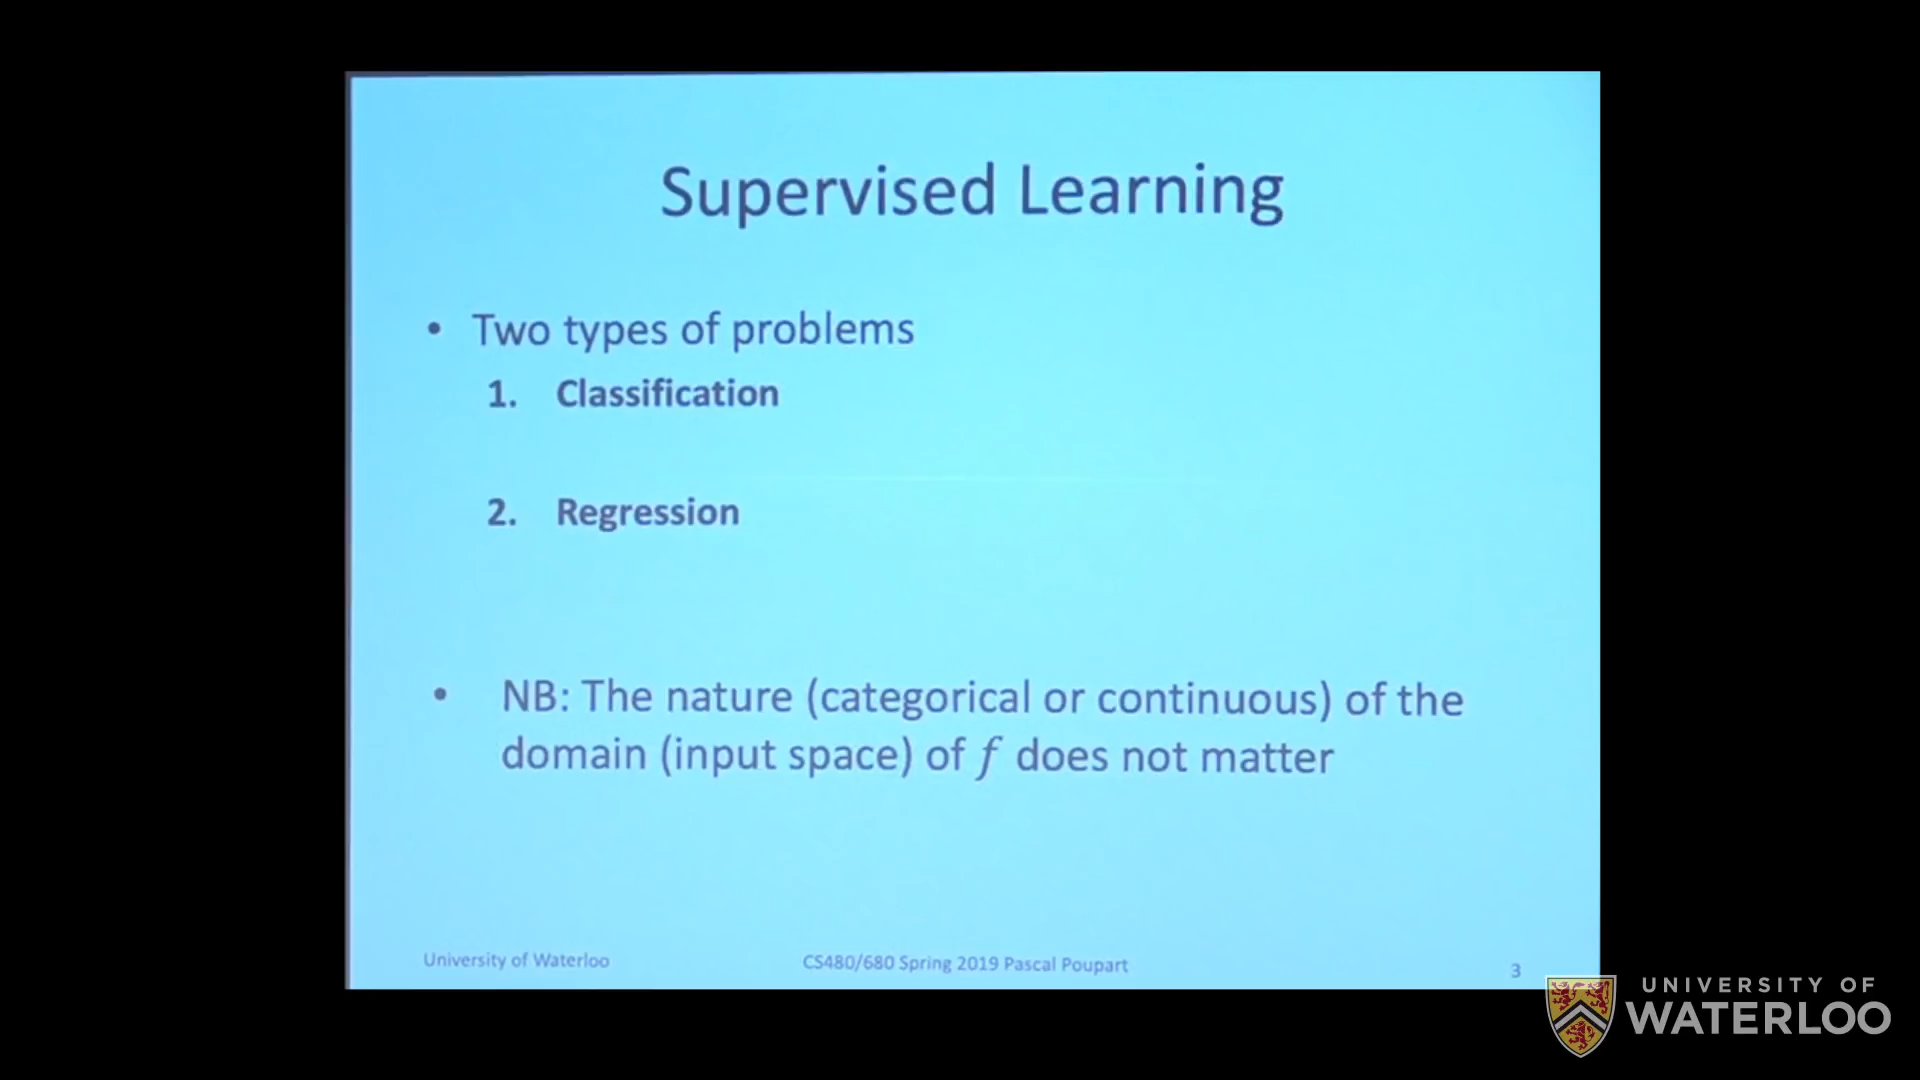 Supervised Learning
• Two types of problems
1. Classification
2. Regression
• NB: The nature (categorical or continuous) of the
domain (input space) of f does not matter
University of Waterloo
CS480/680 Spring 2019 Pascal Poupart
3
UNIVERSITY OF
WATERLOO